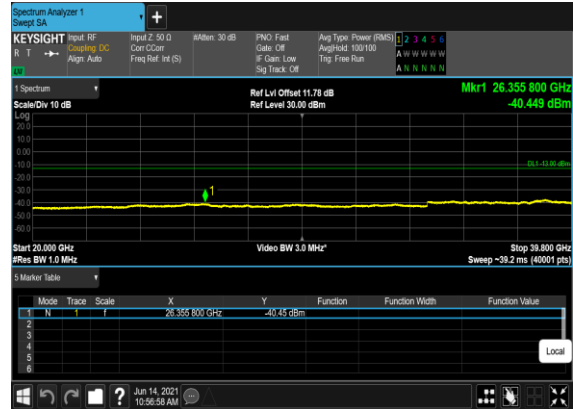 Spectrum Analyzer 1
Swept SA
+
KEYSIGHT Input: RF Input Z: 50 Ω #Atten: 30 dB PNO: Fast Avg Type: Power (RMS) 1 2 3 4 5 6
R T Coupling: DC Corr CCorr Gate: Off Avg|Hold: 100/100 A W W W W W
Align: Auto Freq Ref: Int (S) IF Gain: Low Trig: Free Run
LW Sig Track: Off A N N N N N
1 Spectrum Ref Lvl Offset 11.78 dB Mkr1 26.355 800 GHz
Scale/Div 10 dB Ref Level 30.00 dBm -40.449 dBm
Log
20.0
10.0
0.00
-10.0 DL1 -13.00 dBm
-20.0
-30.0
1
-40.0
-50.0
-60.0
Start 20.000 GHz Video BW 3.0 MHz* Stop 39.800 GHz
#Res BW 1.0 MHz Sweep ~39.2 ms (40001 pts)
5 Marker Table
Mode Trace Scale X Y Function Function Width Function Value
1 N 1 f 26.355 800 GHz -40.45 dBm
2
3
4
5
6
Local
? Jun 14, 2021
10:56:58 AM